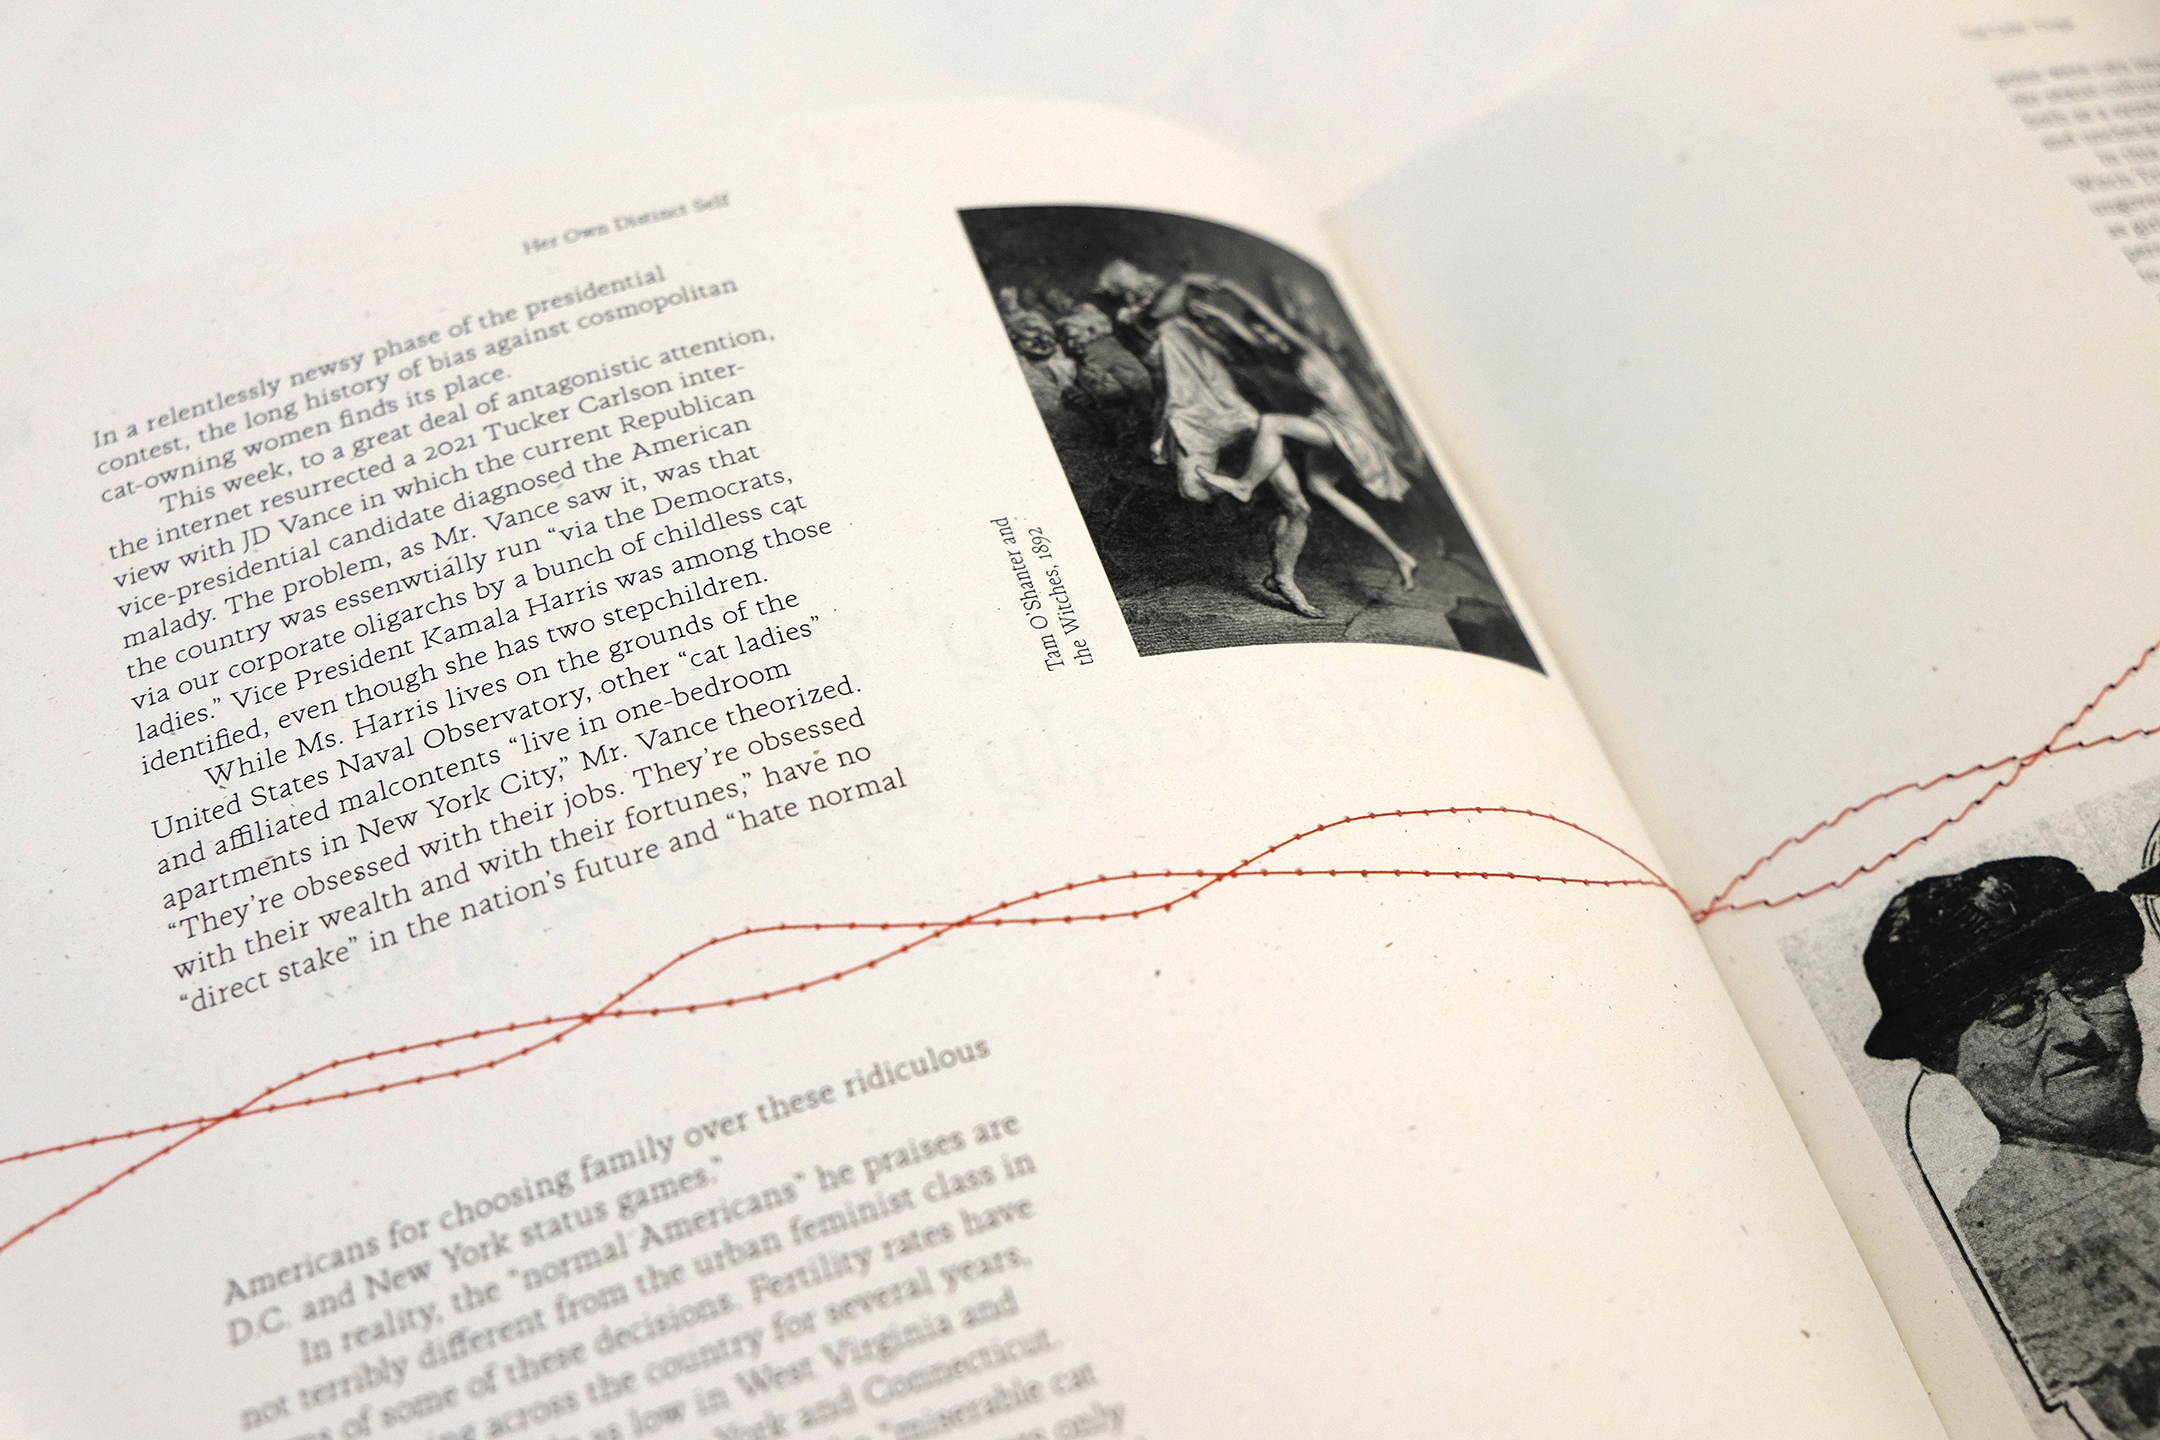 Her Own Distinct Self
In a relentlessly newsy phase of the presidential
contest, the long history of bias against cosmopolitan
cat-owning women finds its place.
This week, to a great deal of antagonistic attention,
the internet resurrected a 2021 Tucker Carlson inter-
view with JD Vance in which the current Republican
vice-presidential candidate diagnosed the American
malady. The problem, as Mr. Vance saw it, was that
the country was essenwtially run “via the Democrats,
via our corporate oligarchs by a bunch of childless cat
ladies.” Vice President Kamala Harris was among those
identified, even though she has two stepchildren.
While Ms. Harris lives on the grounds of the
United States Naval Observatory, other “cat ladies”
and affiliated malcontents “live in one-bedroom
apartments in New York City,” Mr. Vance theorized.
“They’re obsessed with their jobs. They’re obsessed
with their wealth and with their fortunes,” have no
“direct stake” in the nation’s future and “hate normal
Americans for choosing family over these ridiculous
D.C. and New York status games.”
In reality, the “normal Americans” he praises are
not terribly different from the urban feminist class in
of some of these decisions. Fertility rates have
across the country for several years,
as low in West Virginia and
York and Connecticut.
“miserable cat
only
Tam O’Shanter and
the Witches, 1892